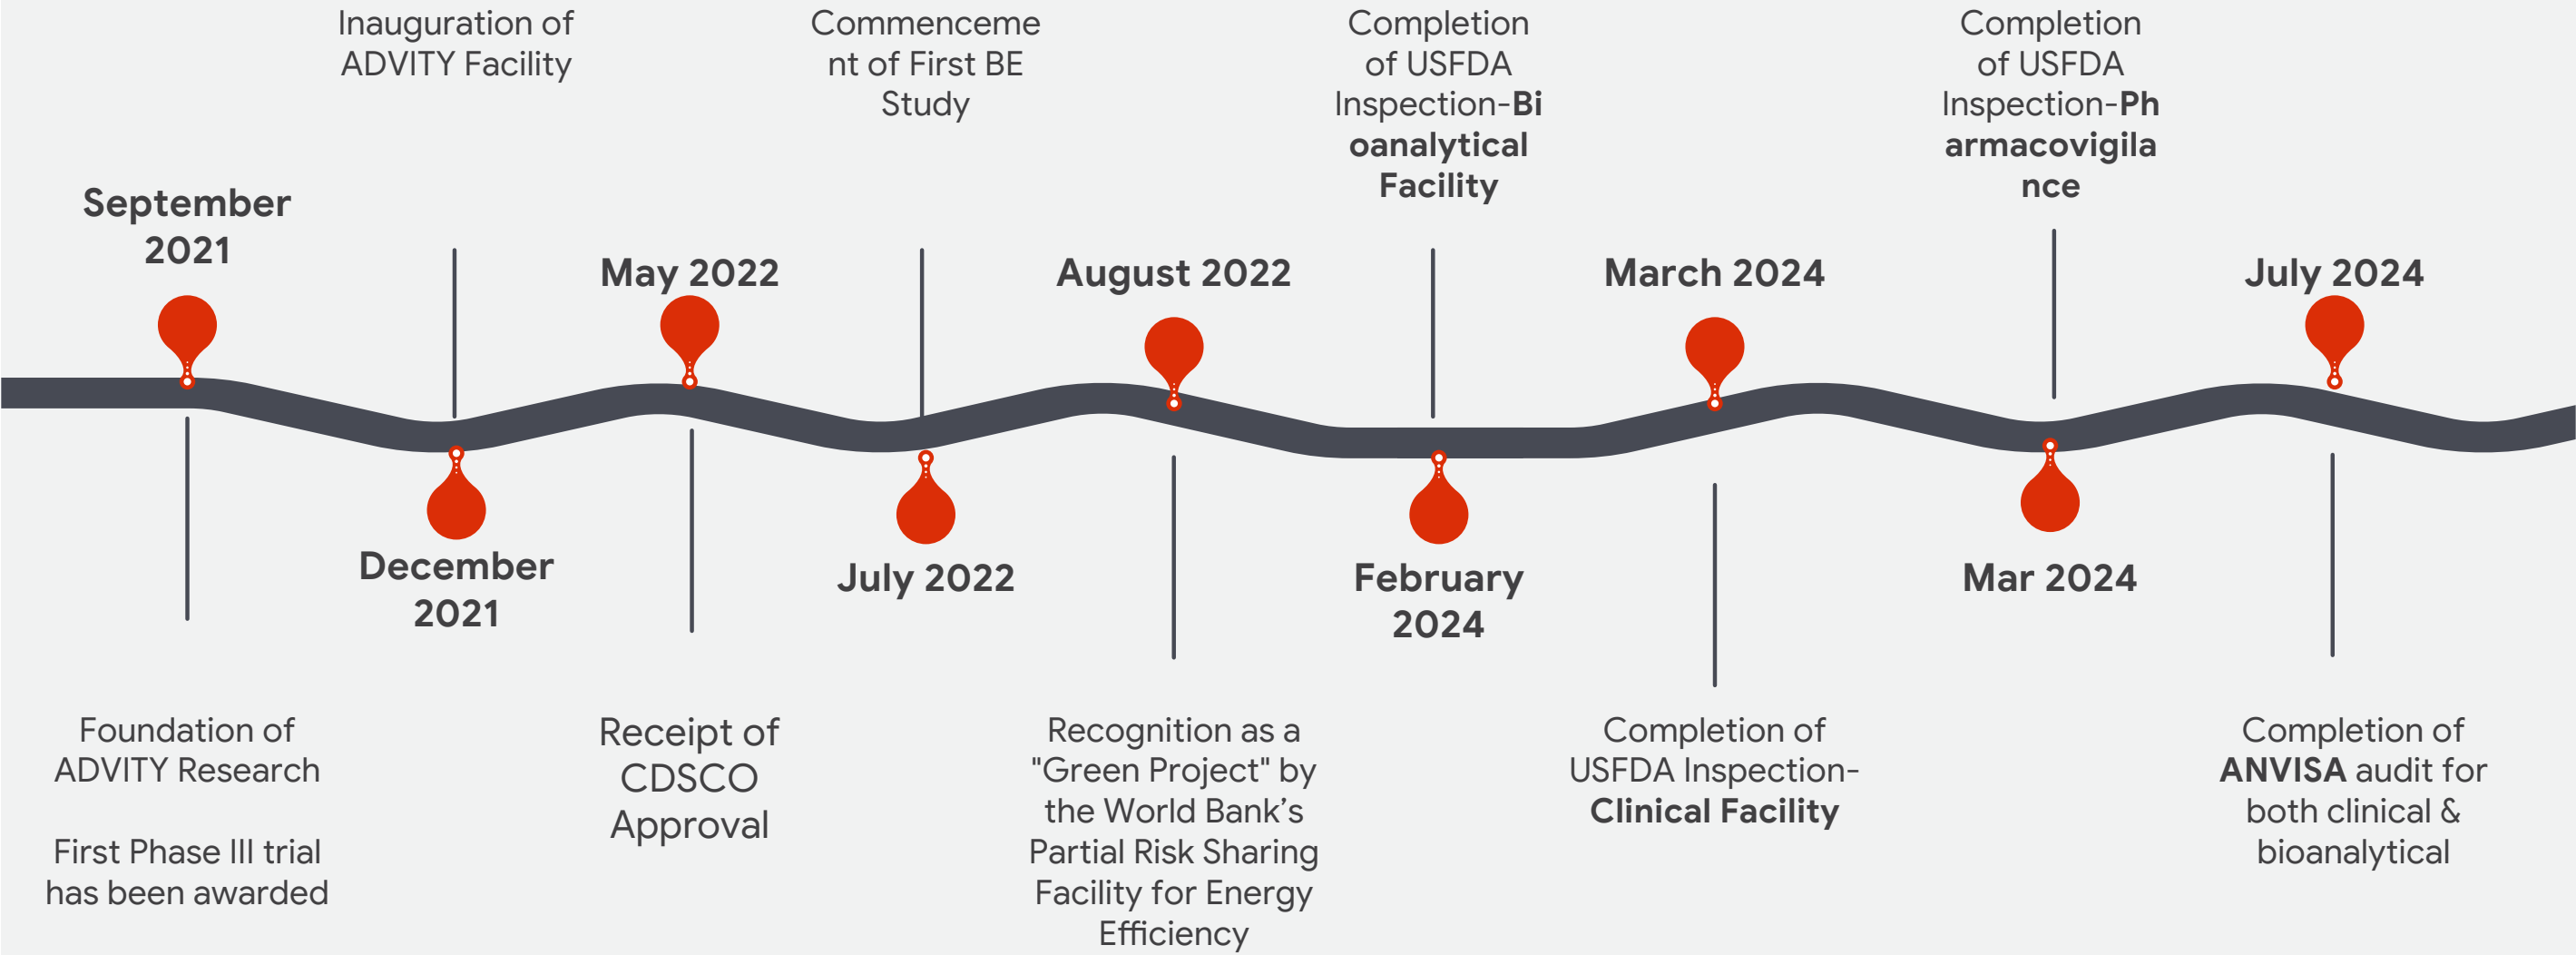 September
2021
Foundation of
ADVITY Research
First Phase III trial
has been awarded
Inauguration of
ADVITY Facility
December
2021
May 2022
Receipt of
CDSCO
Approval
Commenceme
nt of First BE
Study
July 2022
August 2022
Recognition as a
"Green Project" by
the World Bank’s
Partial Risk Sharing
Facility for Energy
Efficiency
Completion
of USFDA
Inspection-Bi
oanalytical
Facility
February
2024
March 2024
Completion of
USFDA Inspection-
Clinical Facility
Completion
of USFDA
Inspection-Ph
armacovigila
nce
Mar 2024
July 2024
Completion of
ANVISA audit for
both clinical &
bioanalytical